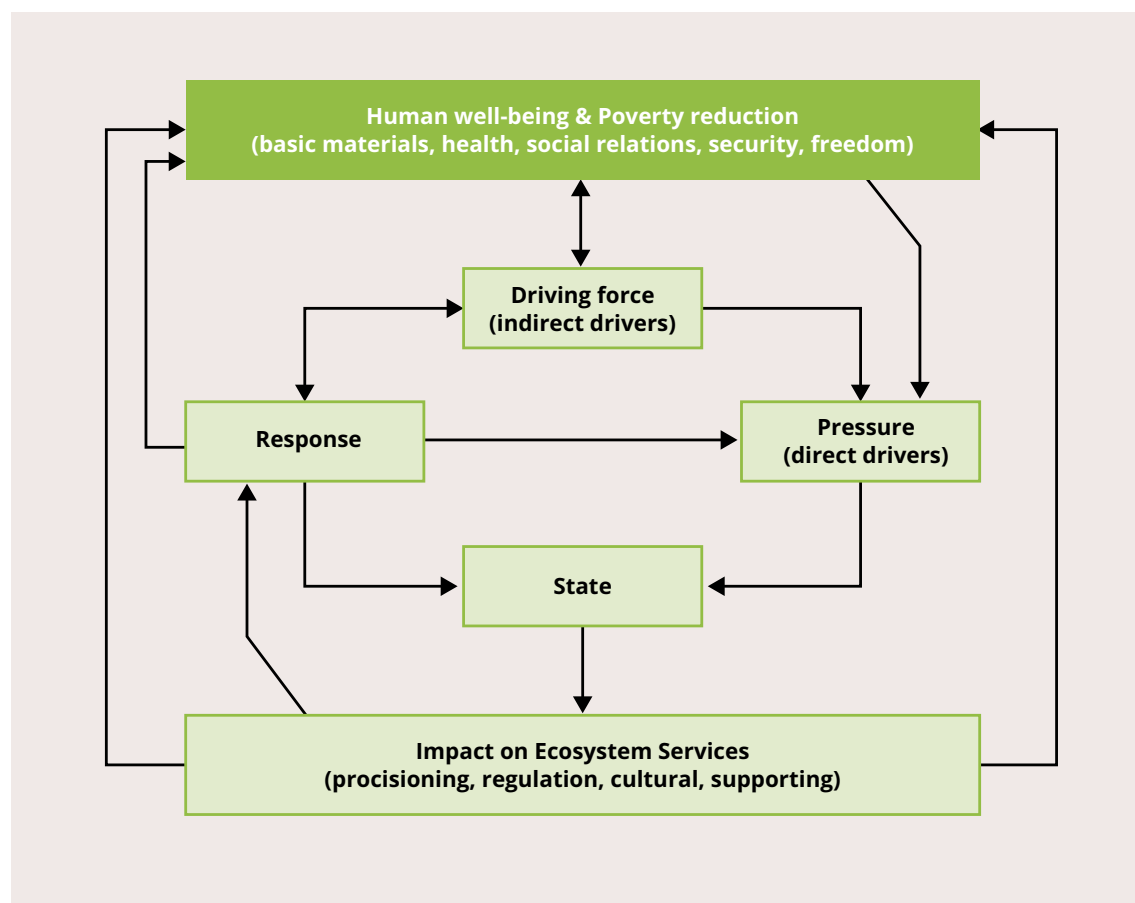 Human well-being & Poverty reduction
(basic materials, health, social relations, security, freedom)
Driving force
(indirect drivers)
Response
Pressure
(direct drivers)
State
Impact on Ecosystem Services
(procisioning, regulation, cultural, supporting)